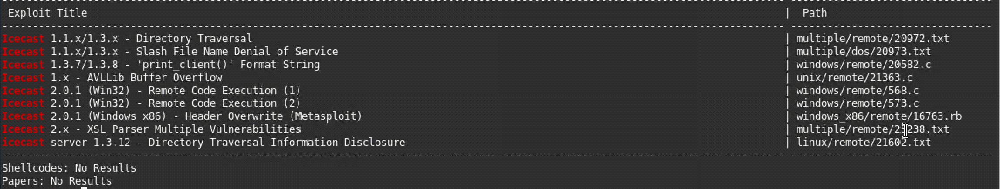 Exploit Title | Path
Icecast 1.1.x/1.3.x - Directory Traversal | multiple/remote/20972.txt
Icecast 1.1.x/1.3.x - Slash File Name Denial of Service | multiple/dos/20973.txt
Icecast 1.3.7/1.3.8 - 'print_client()' Format String | windows/remote/20582.c
Icecast 1.x - AVLLib Buffer Overflow | unix/remote/21363.c
Icecast 2.0.1 (Win32) - Remote Code Execution (1) | windows/remote/568.c
Icecast 2.0.1 (Win32) - Remote Code Execution (2) | windows/remote/573.c
Icecast 2.0.1 (Windows x86) - Header Overwrite (Metasploit) | windows_x86/remote/16763.rb
Icecast 2.x - XSL Parser Multiple Vulnerabilities | multiple/remote/25238.txt
icecast server 1.3.12 - Directory Traversal Information Disclosure | linux/remote/21602.txt
Shellcodes: No Results
Papers: No Results